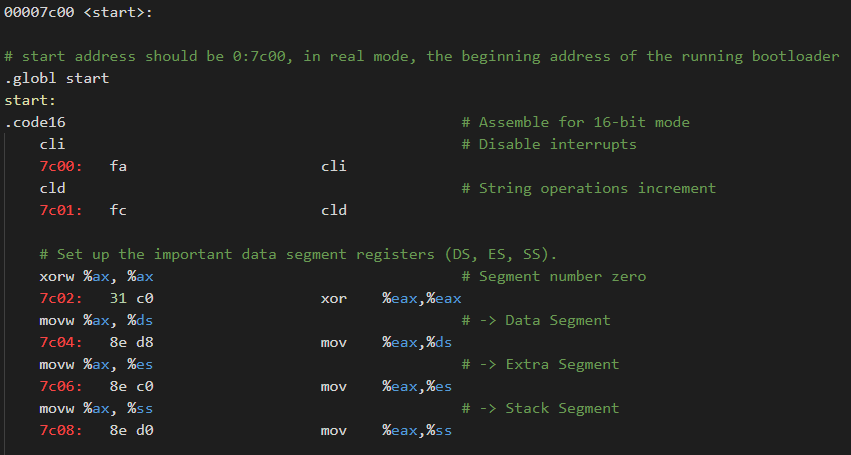 00007c00 <start>:
# start address should be 0:7c00, in real mode, the beginning address of the running bootloader
.globl start
start:
.code16 # Assemble for 16-bit mode
cli # Disable interrupts
7c00: fa cli
cld # String operations increment
7c01: fc cld
# Set up the important data segment registers (DS, ES, SS).
xorw %ax, %ax # Segment number zero
7c02: 31 c0 xor %eax,%eax
movw %ax, %ds # -> Data Segment
7c04: 8e d8 mov %eax,%ds
movw %ax, %es # -> Extra Segment
7c06: 8e c0 mov %eax,%es
movw %ax, %ss # -> Stack Segment
7c08: 8e d0 mov %eax,%ss